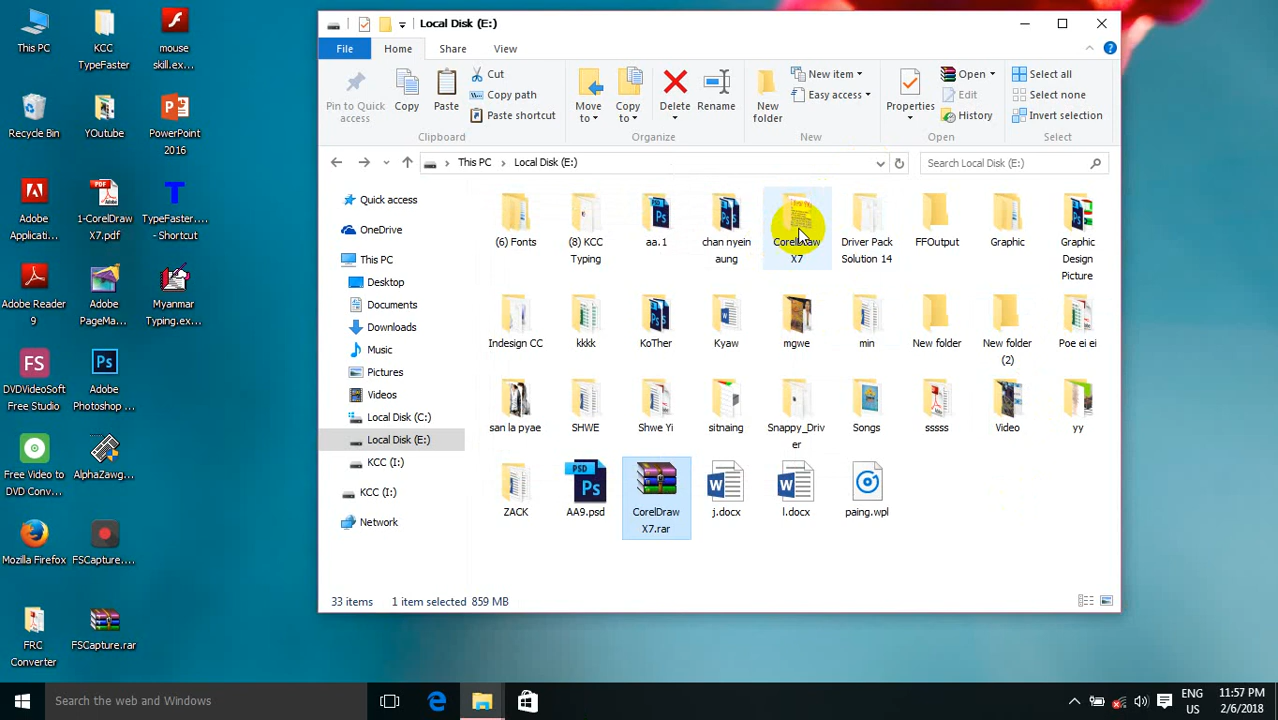 Local Disk (E:)
File Home Share View
Pin to Quick access
Copy
Paste
Cut
Copy path
Paste shortcut
Clipboard
Move to
Copy to
Delete
Rename
Organize
New folder
New item
Easy access
New
Properties
Open
Edit
History
Open
Select all
Select none
Invert selection
Select
This PC Local Disk (E:)
Search Local Disk (E:)
Quick access
OneDrive
This PC
Desktop
Documents
Downloads
Music
Pictures
Videos
Local Disk (C:)
Local Disk (E:)
KCC (I:)
KCC (I:)
Network
(6) Fonts
(8) KCC
Typing
aa.1
chan nyein
aung
CorelDraw
X7
Driver Pack
Solution 14
FFOutput
Graphic
Graphic
Design
Picture
Indesign CC
kkkk
KoTher
Kyaw
mgwe
min
New folder
New folder
(2)
Poe ei ei
san la pyae
SHWE
Shwe Yi
sitnaing
Snappy_Driv
er
Songs
sssss
Video
yy
ZACK
PSD
Ps
AA9.psd
CorelDraw
X7.rar
j.docx
l.docx
paing.wpl
33 items 1 item selected 859 MB
This PC
KCC
TypeFaster
mouse
skill.ex...
Recycle Bin
YOutube
PowerPoint
2016
Adobe
Applicati...
PDF
1-CorelDraw
X7.pdf
TypeFaster....
- Shortcut
Adobe Reader
9
Adobe
PageMa...
Myanmar
Typing.ex...
FS
DVDVideoSoft
Free Studio
Ps
Adobe
Photoshop ...
Free Video to
DVD Conv...
AlphaZawg...
Mozilla Firefox
FSCapture....
FRC
Converter
FSCapture.rar
Search the web and Windows
ENG
US
11:57 PM
2/6/2018